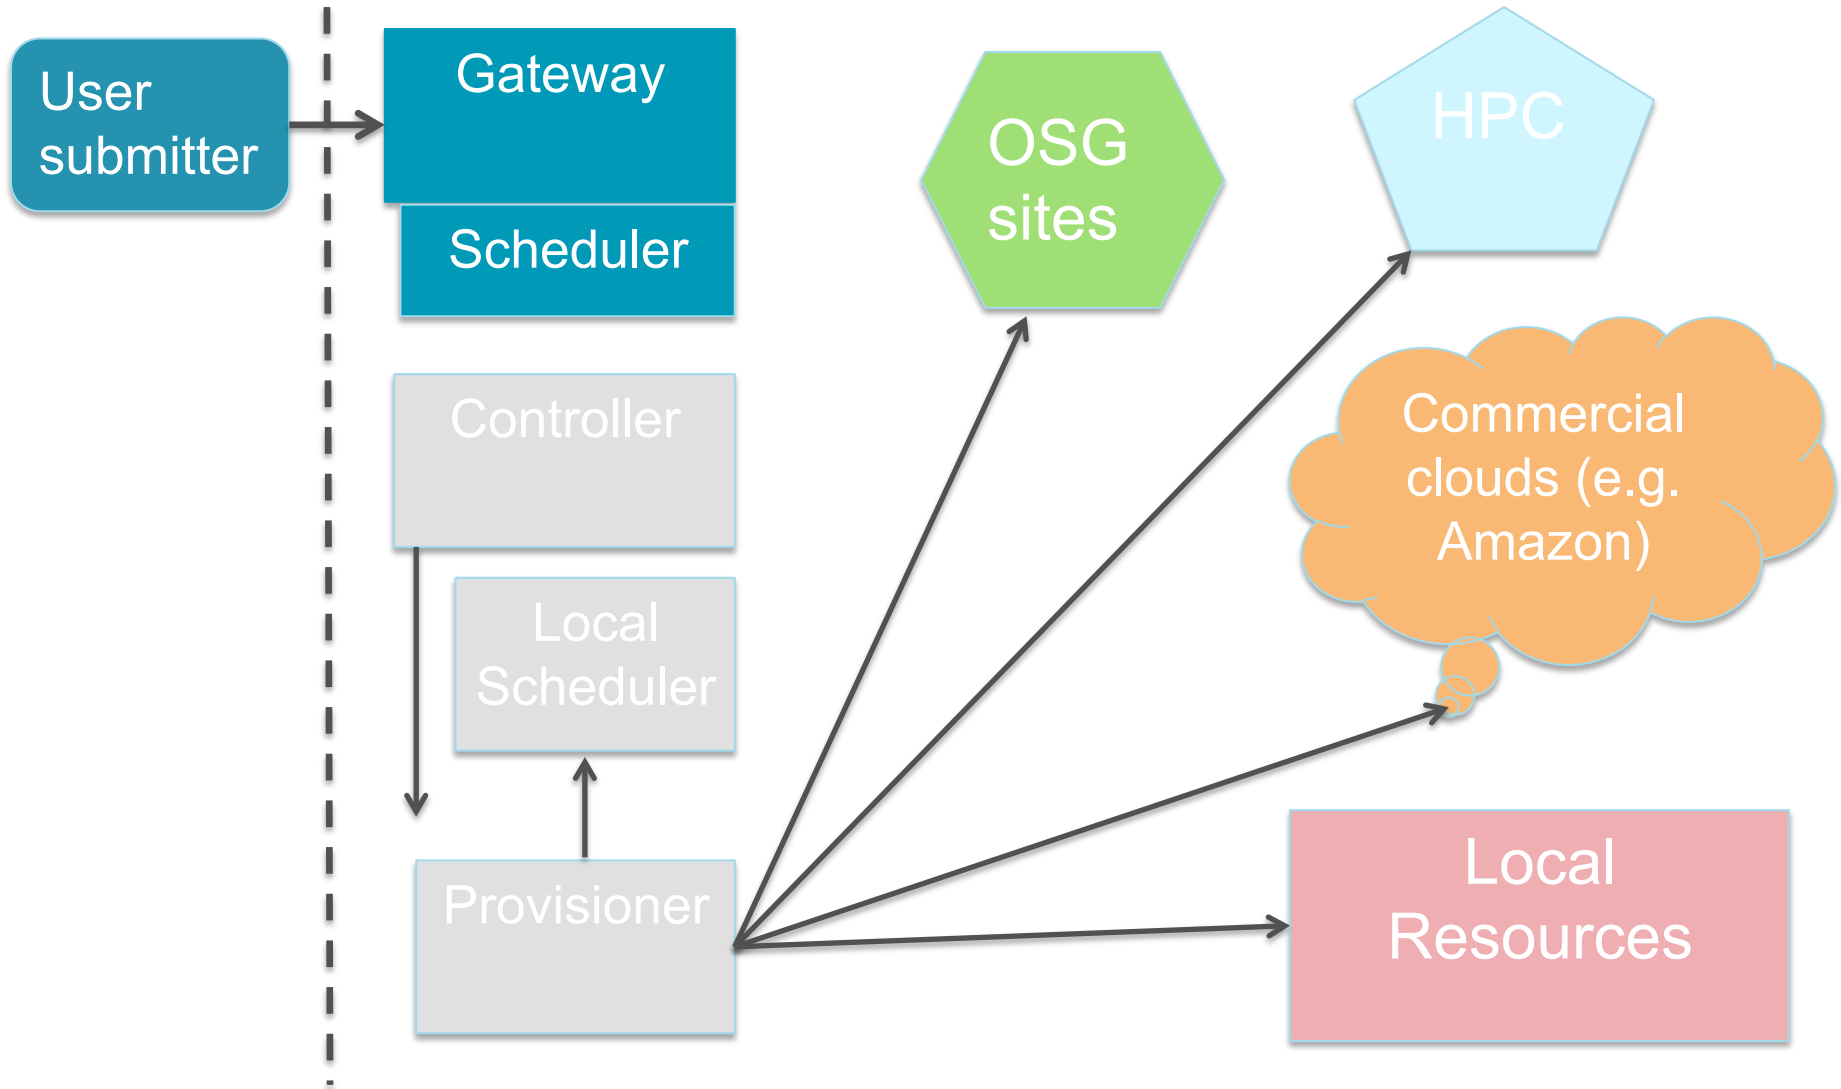 User
submitter
Gateway
Scheduler
Controller
Local
Scheduler
Provisioner
OSG
sites
HPC
Commercial
clouds (e.g.
Amazon)
Local
Resources